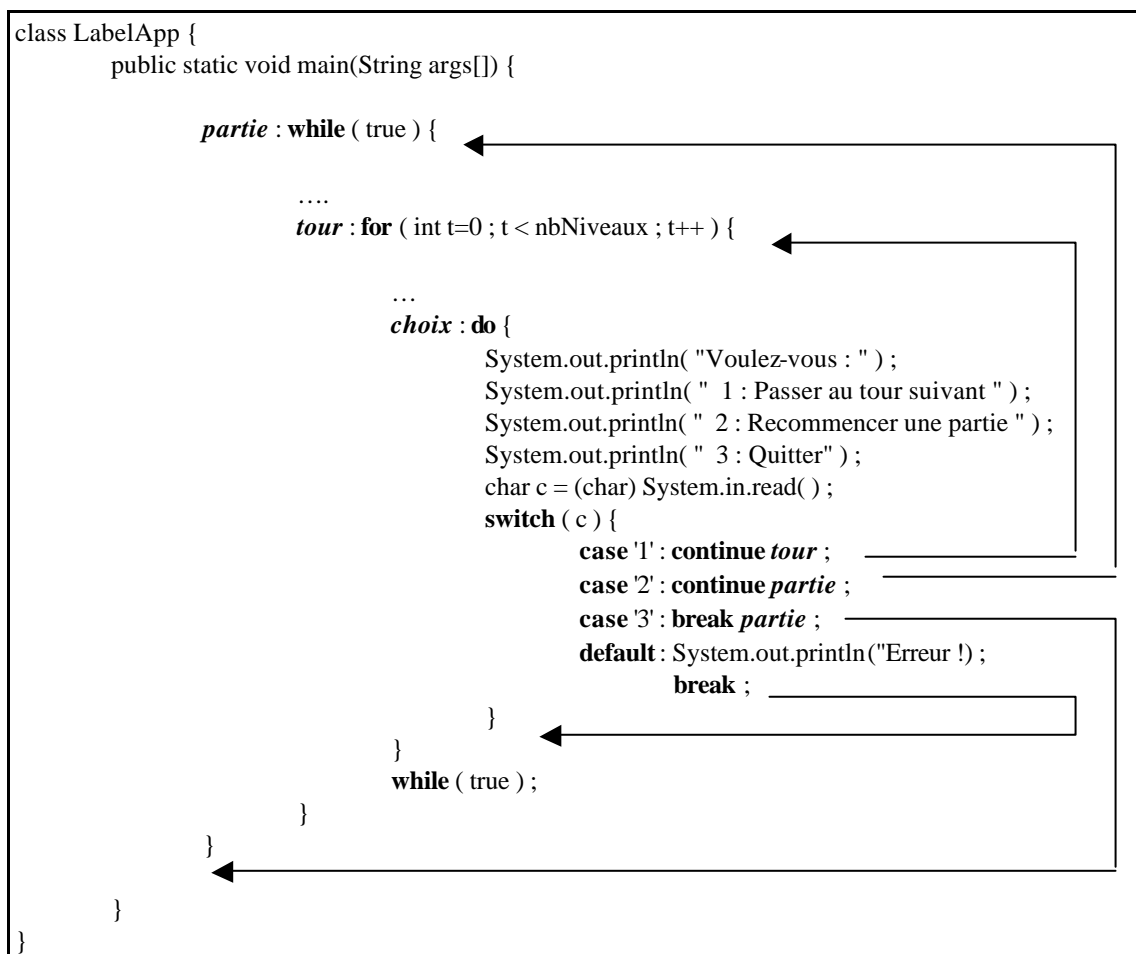 class LabelApp {
public static void main(String args[]) {
partie : while ( true ) {
….
tour : for ( int t=0 ; t < nbNiveaux ; t++ ) {
…
choix : do {
System.out.println( "Voulez-vous : " ) ;
System.out.println( "  1 : Passer au tour suivant " ) ;
System.out.println( "  2 : Recommencer une partie " ) ;
System.out.println( "  3 : Quitter" ) ;
char c = (char) System.in.read( ) ;
switch ( c ) {
case '1' : continue tour ;
case '2' : continue partie ;
case '3' : break partie ;
default : System.out.println("Erreur !) ;
break ;
}
}
while ( true ) ;
}
}
}
}